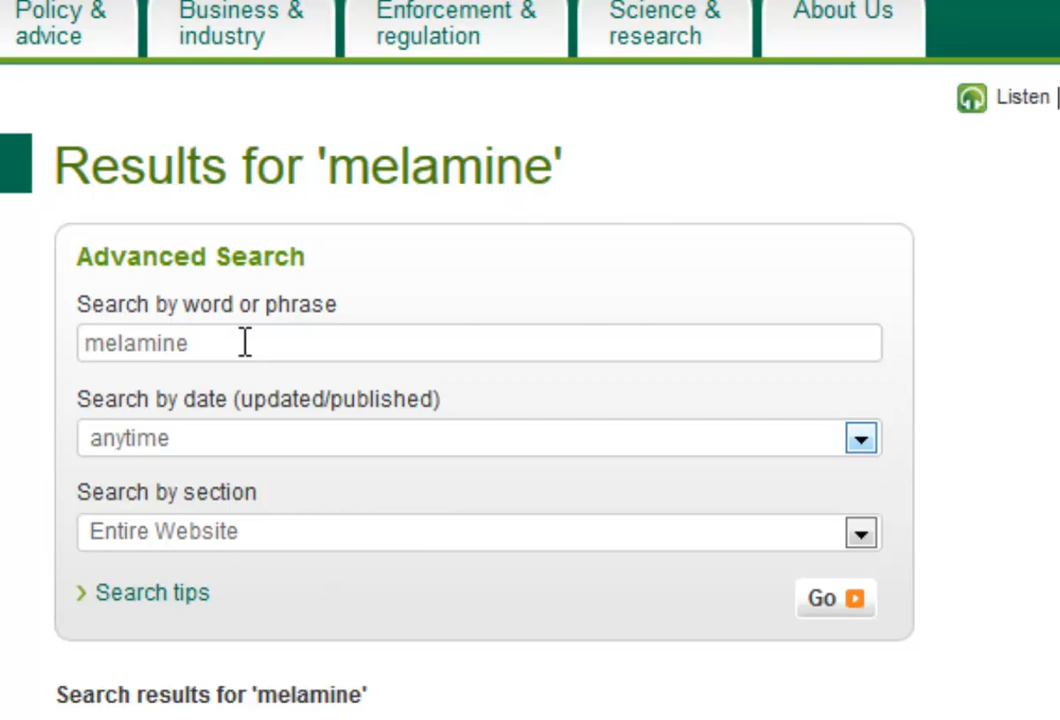 Policy & advice
Business & industry
Enforcement & regulation
Science & research
About Us
Listen |
Results for 'melamine'
Advanced Search
Search by word or phrase
melamine
Search by date (updated/published)
anytime
Search by section
Entire Website
Search tips
Go
Search results for 'melamine'